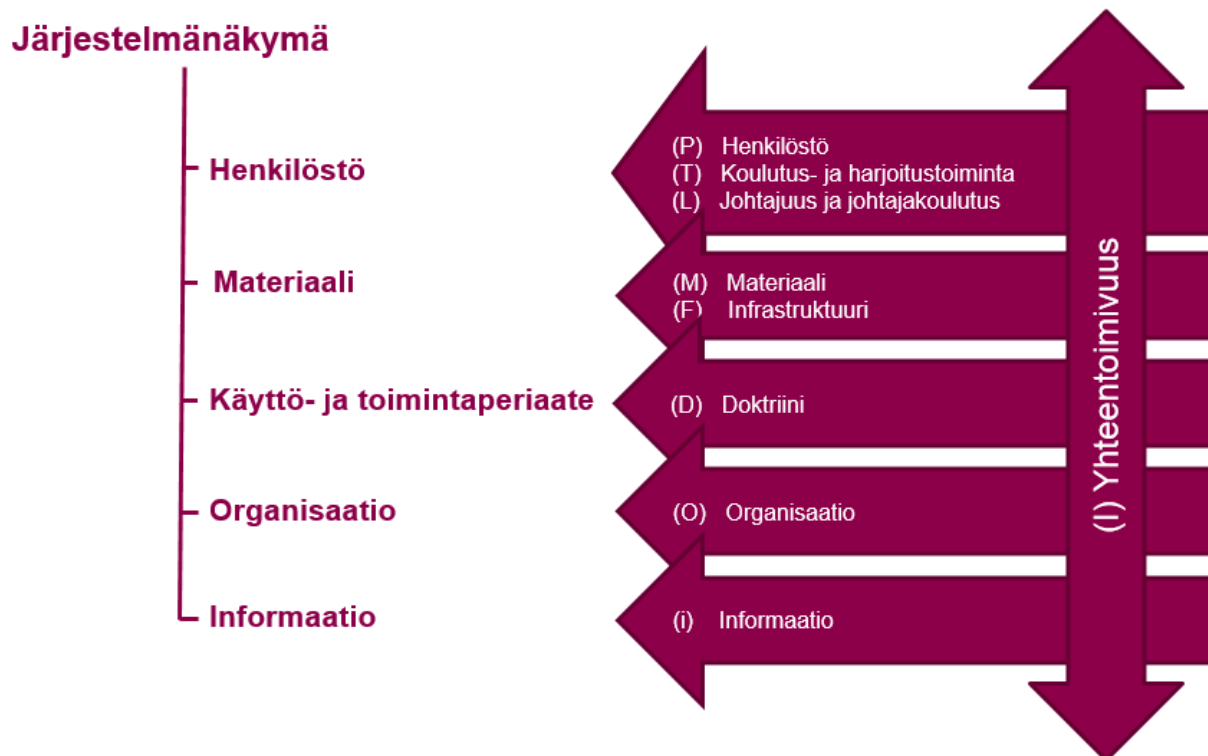 Järjestelmänäkymä
Henkilöstö
Materiaali
Käyttö- ja toimintaperiaate
Organisaatio
Informaatio
(P) Henkilöstö
(T) Koulutus- ja harjoitustoiminta
(L) Johtajuus ja johtajakoulutus
(M) Materiaali
(F) Infrastruktuuri
(D) Doktriini
(O) Organisaatio
(i) Informaatio
(I) Yhteentoimivuus